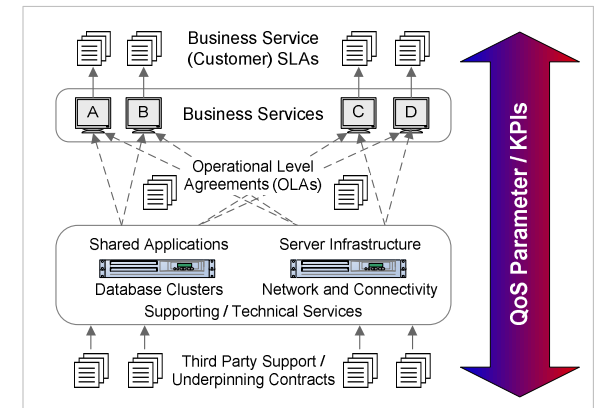 Business Service
(Customer) SLAs
A
B
Business Services
C
D
Operational Level
Agreements (OLAs)
Shared Applications
Server Infrastructure
Database Clusters
Network and Connectivity
Supporting / Technical Services
Third Party Support /
Underpinning Contracts
QoS Parameter / KPIs